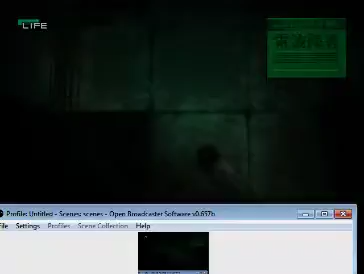 LIFE
Profile: Untitled - Scenes: scenes - Open Broadcaster Software v0.657b
File Settings Profiles Scene Collection Help